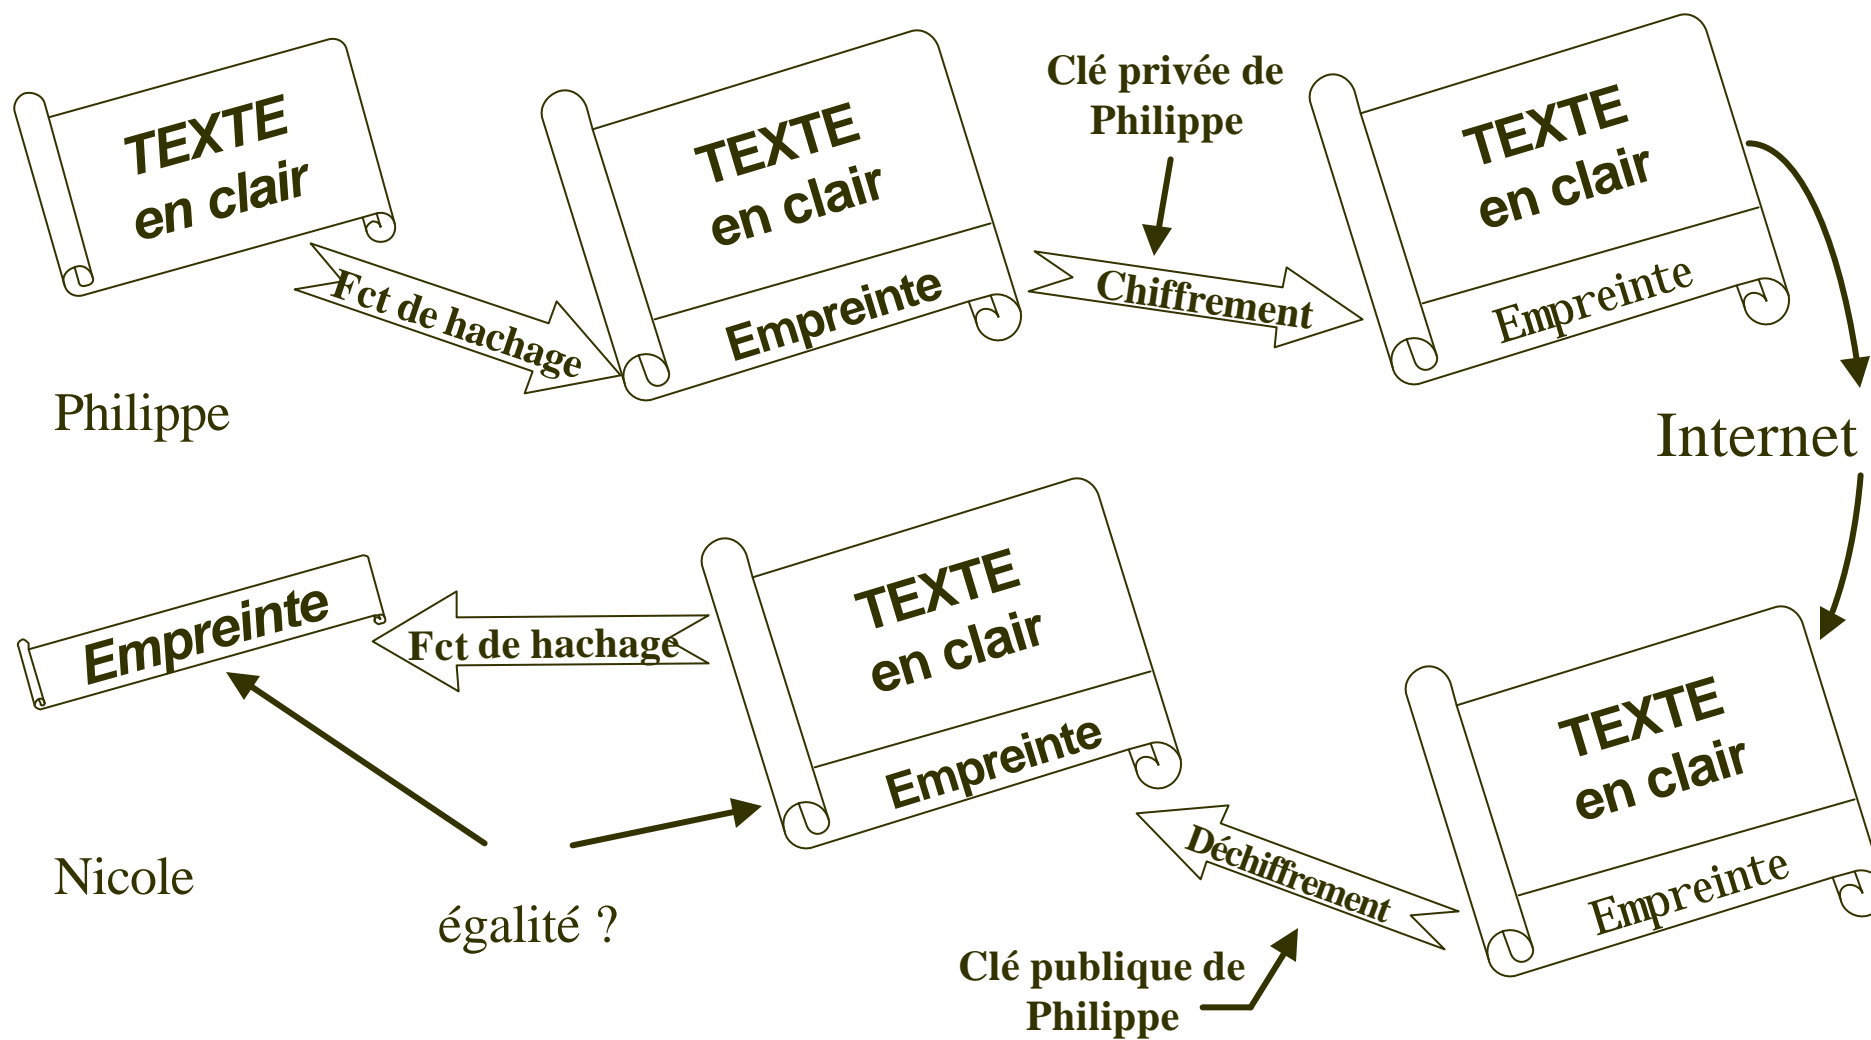 TEXTE
en clair
Fct de hachage
TEXTE
en clair
Empreinte
Clé privée de
Philippe
Chiffrement
TEXTE
en clair
Empreinte
Philippe
Internet
Empreinte
Fct de hachage
TEXTE
en clair
Empreinte
TEXTE
en clair
Empreinte
Déchiffrement
Nicole
égalité ?
Clé publique de
Philippe